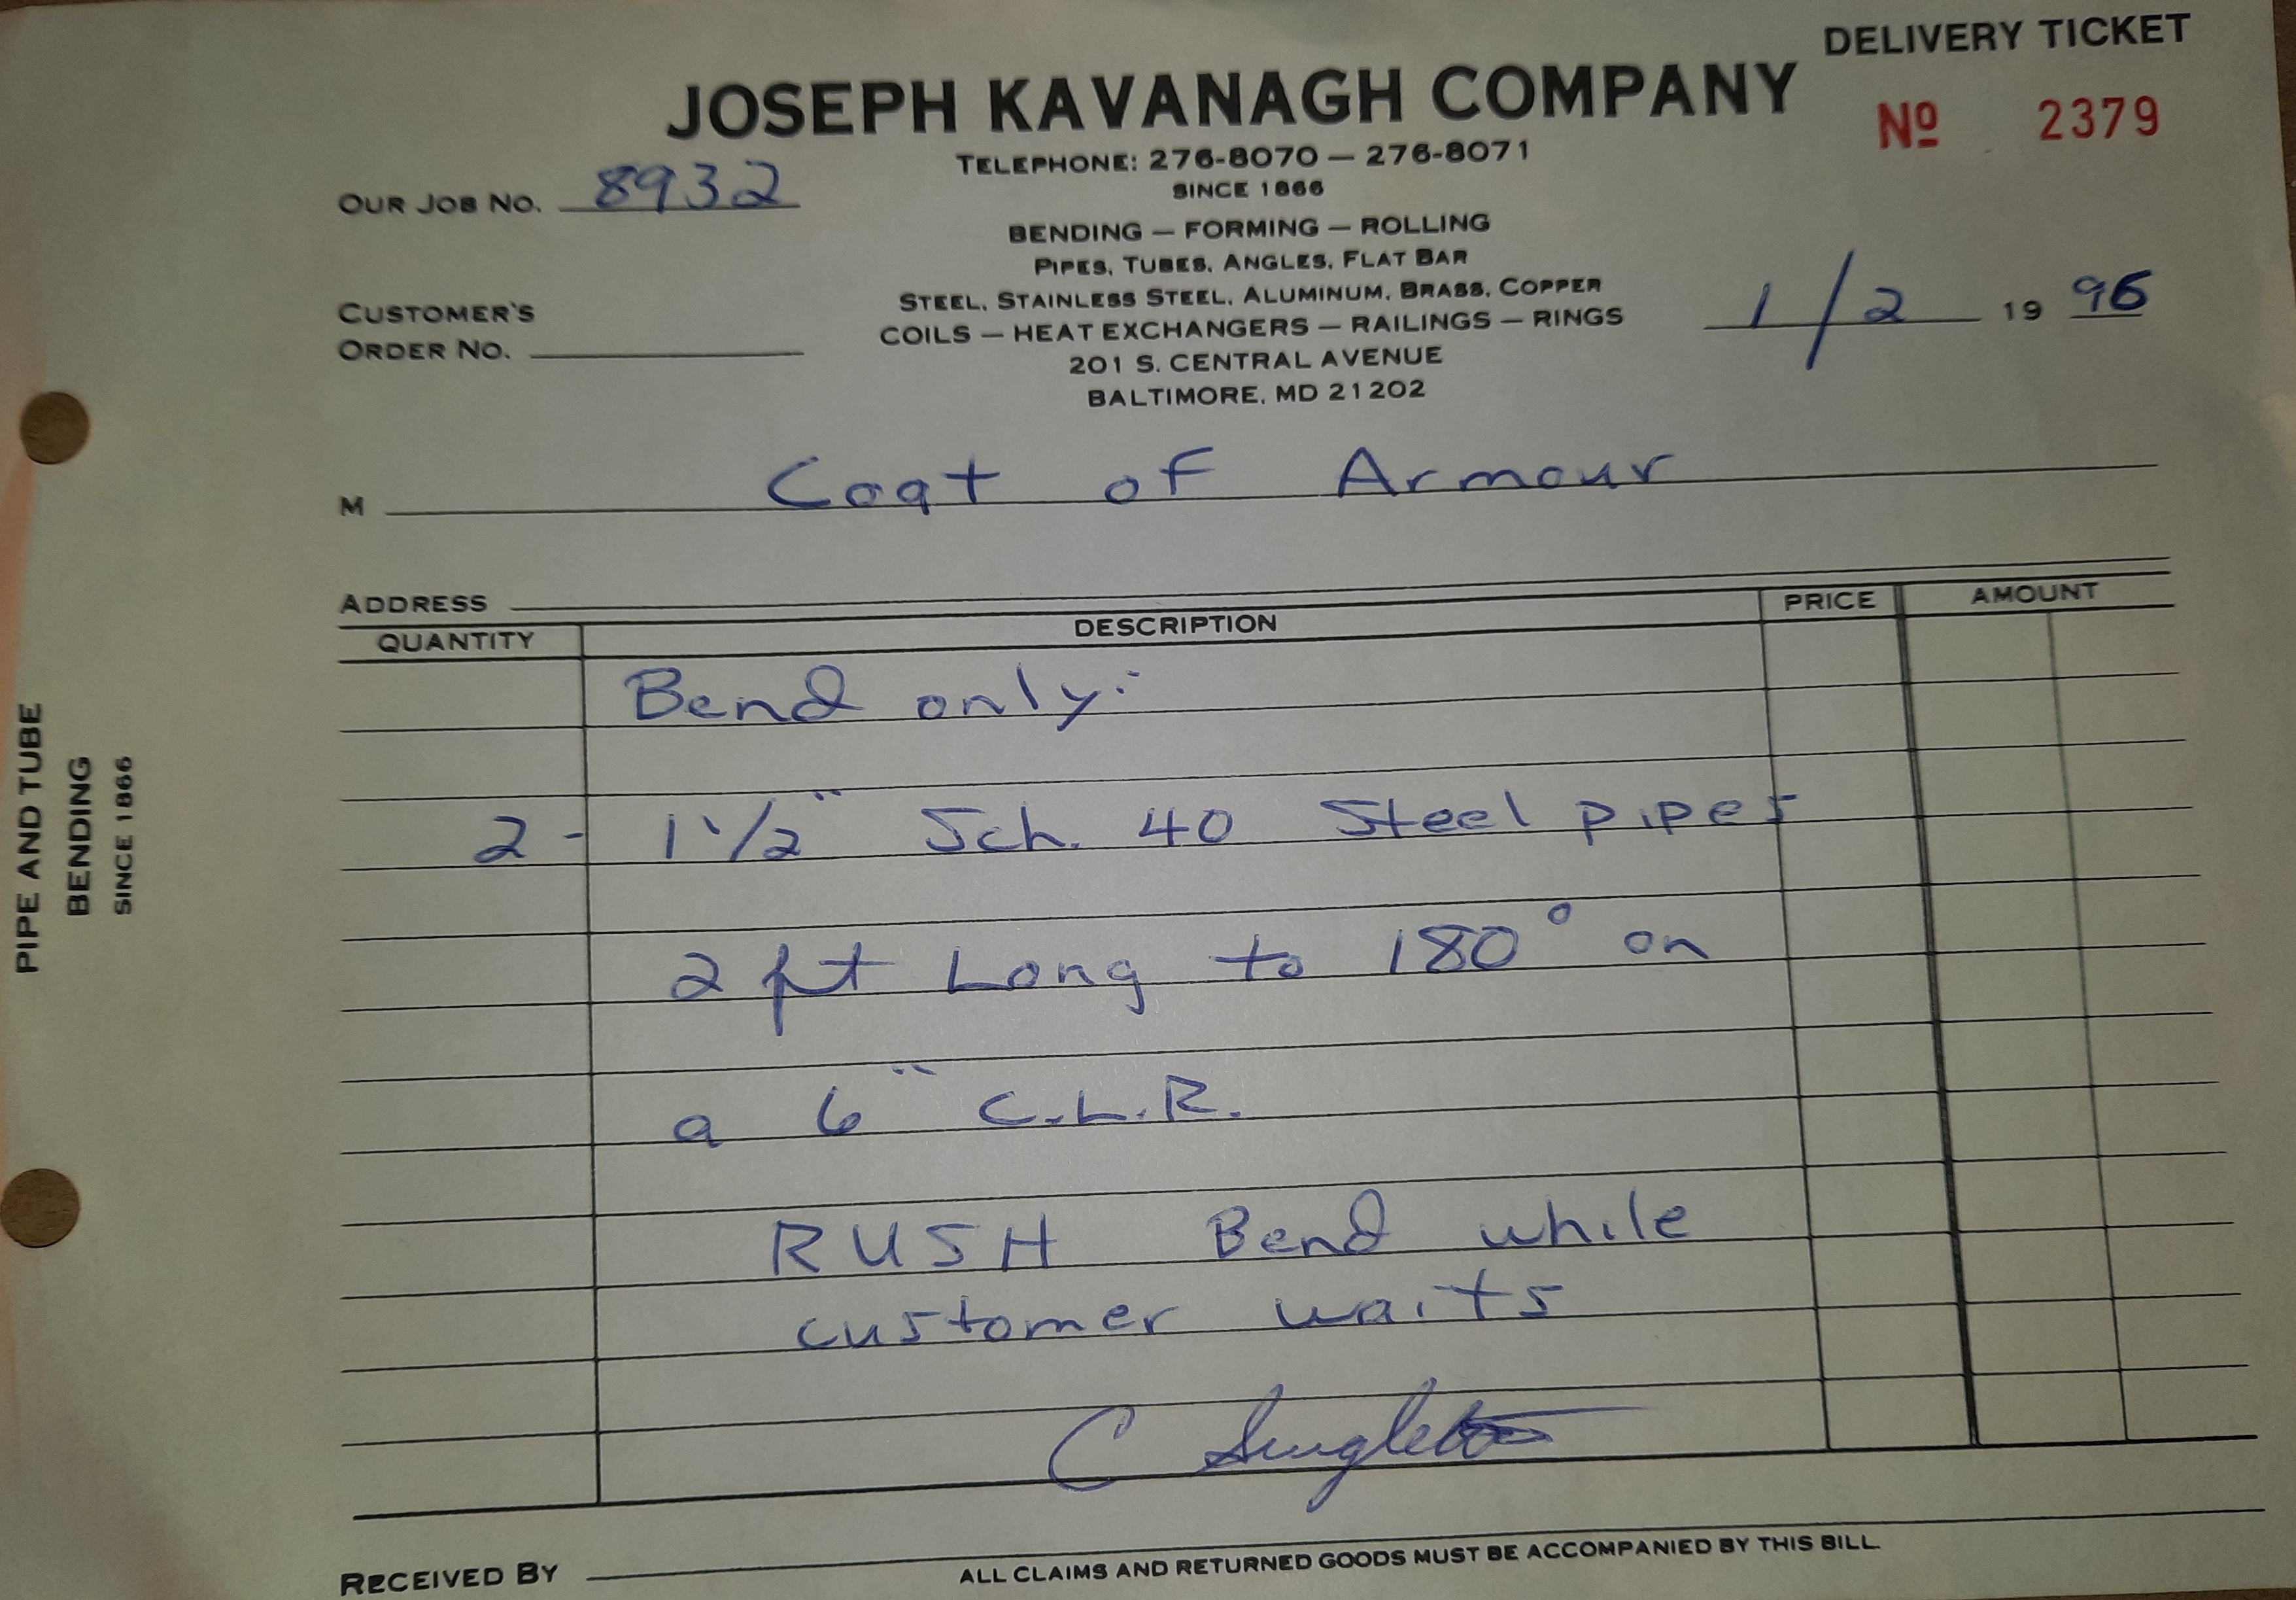 DELIVERY TICKET
JOSEPH KAVANAGH COMPANY
Nº 2379
TELEPHONE: 276-8070 — 276-8071
SINCE 1866
OUR JOB NO. 8932
BENDING — FORMING — ROLLING
PIPES, TUBES, ANGLES, FLAT BAR
STEEL, STAINLESS STEEL, ALUMINUM, BRASS, COPPER
COILS — HEAT EXCHANGERS — RAILINGS — RINGS
201 S. CENTRAL AVENUE
BALTIMORE, MD 21202
CUSTOMER'S
ORDER NO.
1/2 19 96
M Coat of Armour
ADDRESS
QUANTITY DESCRIPTION PRICE AMOUNT
Bend only:
2 - 1 1/2" Sch. 40 Steel pipes
2 ft Long to 180° on
a 6" C.L.R.
RUSH Bend while
customer waits
C Singleton
RECEIVED BY
ALL CLAIMS AND RETURNED GOODS MUST BE ACCOMPANIED BY THIS BILL.
PIPE AND TUBE
BENDING
SINCE 1866